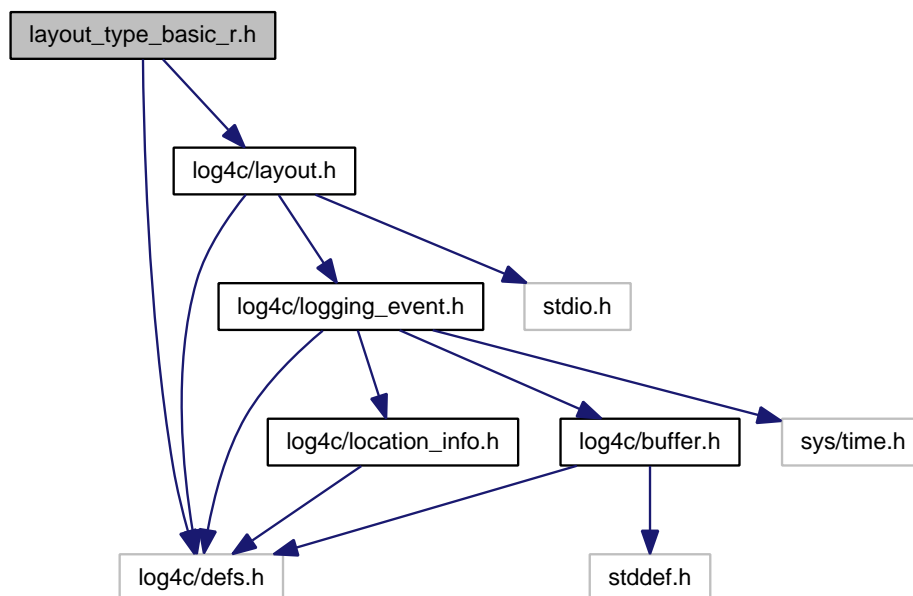 layout_type_basic_r.h
log4c/layout.h
log4c/logging_event.h
stdio.h
log4c/location_info.h
log4c/buffer.h
sys/time.h
log4c/defs.h
stddef.h